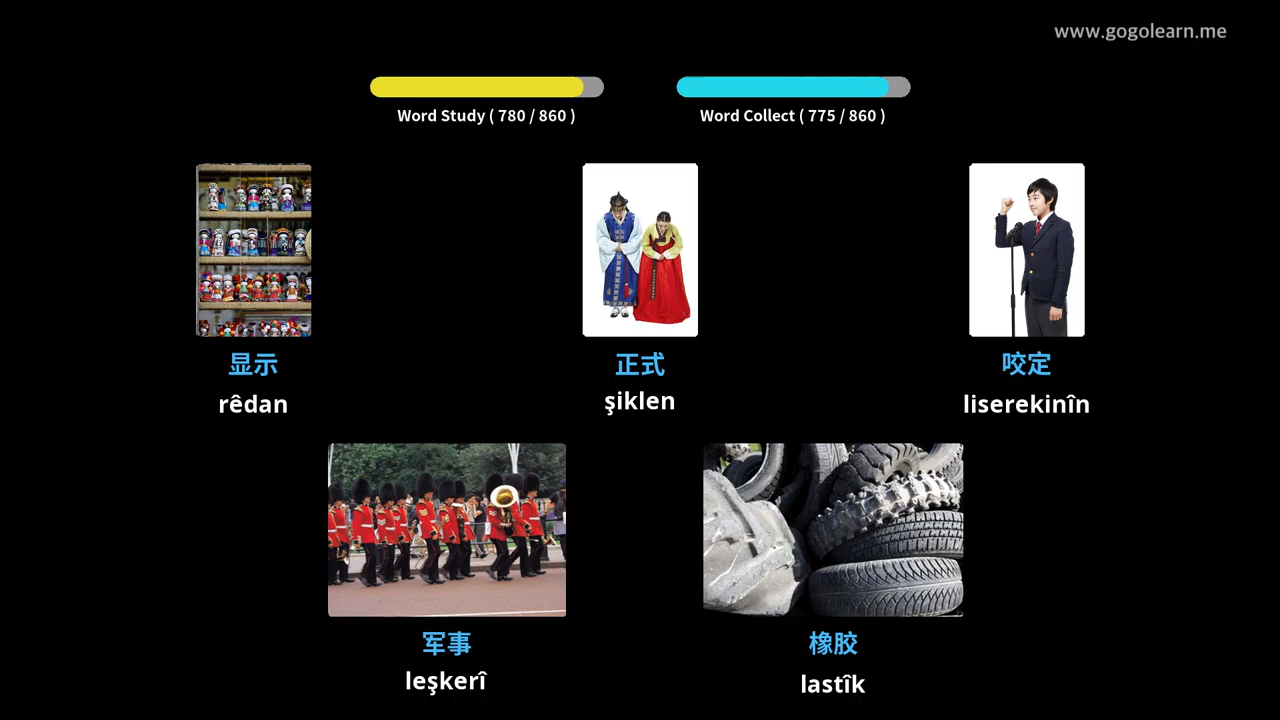 www.gogolearn.me
Word Study ( 780 / 860 )
Word Collect ( 775 / 860 )
显示
rêdan
正式
şiklen
咬定
liserekinîn
军事
leşkerî
橡胶
lastîk